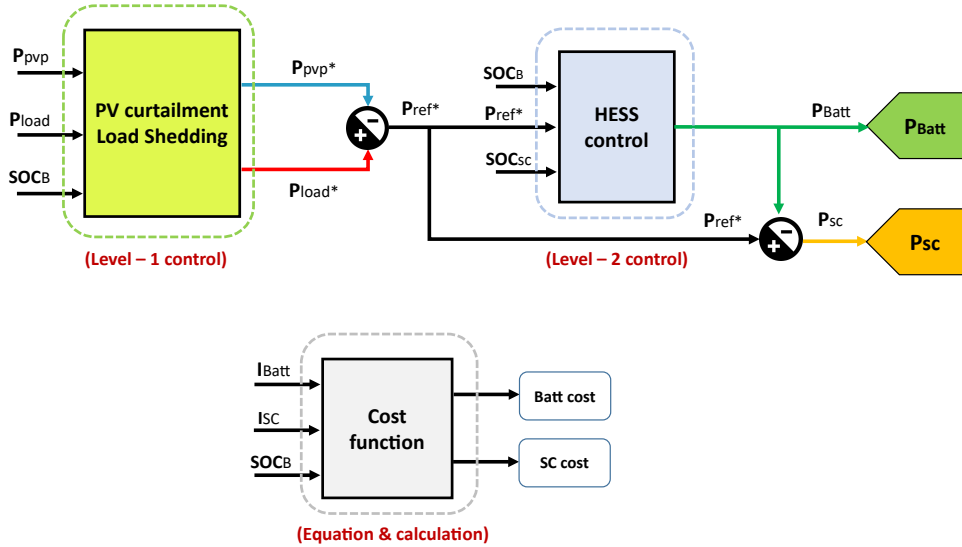 Ppvp
Pload
SOCB
PV curtailment
Load Shedding
(Level – 1 control)
Ppvp*
Pload*
-
+
Pref*
SOCB
Pref*
SOCsc
HESS
control
(Level – 2 control)
PBatt
PBatt
Pref*
-
+
Psc
Psc
IBatt
ISC
SOCB
Cost
function
Batt cost
SC cost
(Equation & calculation)